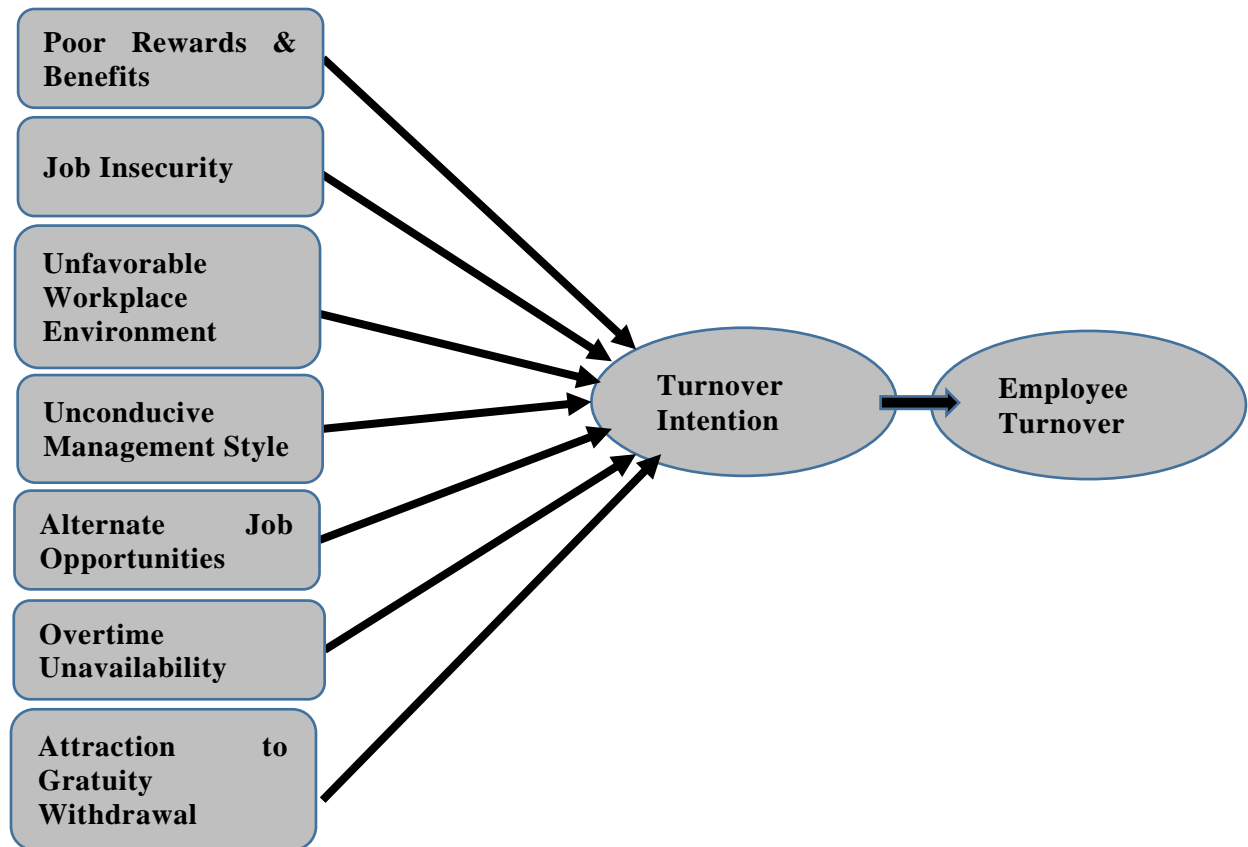 Poor Rewards &
Benefits
Job Insecurity
Unfavorable
Workplace
Environment
Unconducive
Management Style
Alternate Job
Opportunities
Overtime
Unavailability
Attraction to
Gratuity
Withdrawal
Turnover
Intention
Employee
Turnover